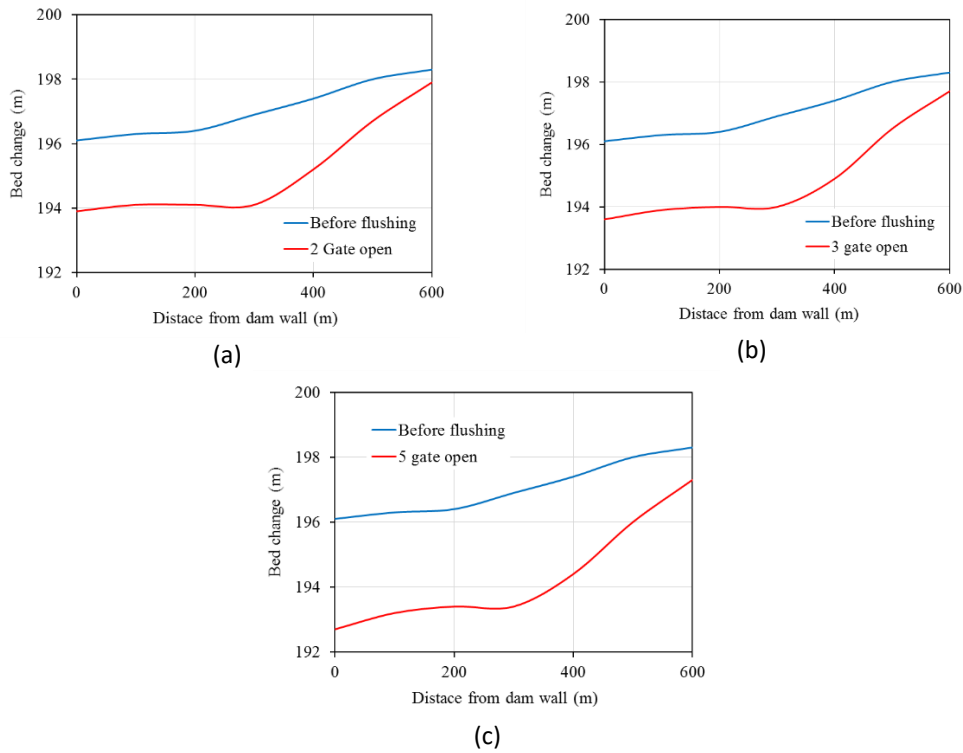 200
198
196
194
192
0
200
400
600
Bed change (m)
Before flushing
2 Gate open
Distace from dam wall (m)
(a)
200
198
196
194
192
0
200
400
600
Bed change (m)
Before flushing
3 gate open
Distace from dam wall (m)
(b)
200
198
196
193
192
0
200
400
600
Bed change (m)
Before flushing
5 gate open
Distace from dam wall (m)
(c)